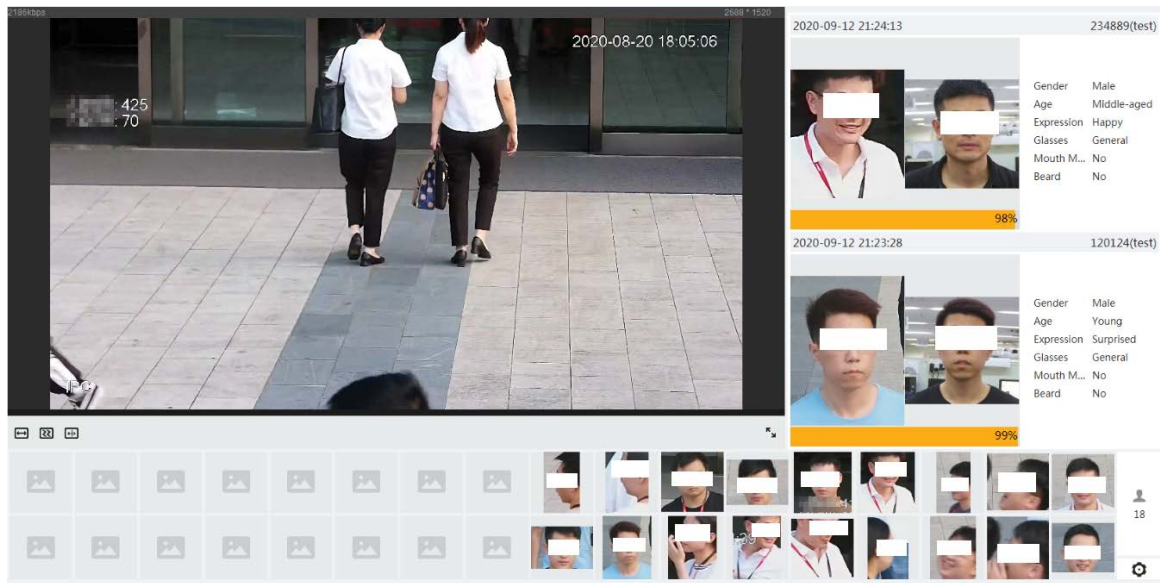 2186kbps
2688 * 1520
2020-08-20 18:05:06
: 425
: 70
IPC
2020-09-12 21:24:13 234889(test)
Gender Male
Age Middle-aged
Expression Happy
Glasses General
Mouth M... No
Beard No
98%
2020-09-12 21:23:28 120124(test)
Gender Male
Age Young
Expression Surprised
Glasses General
Mouth M... No
Beard No
99%
18